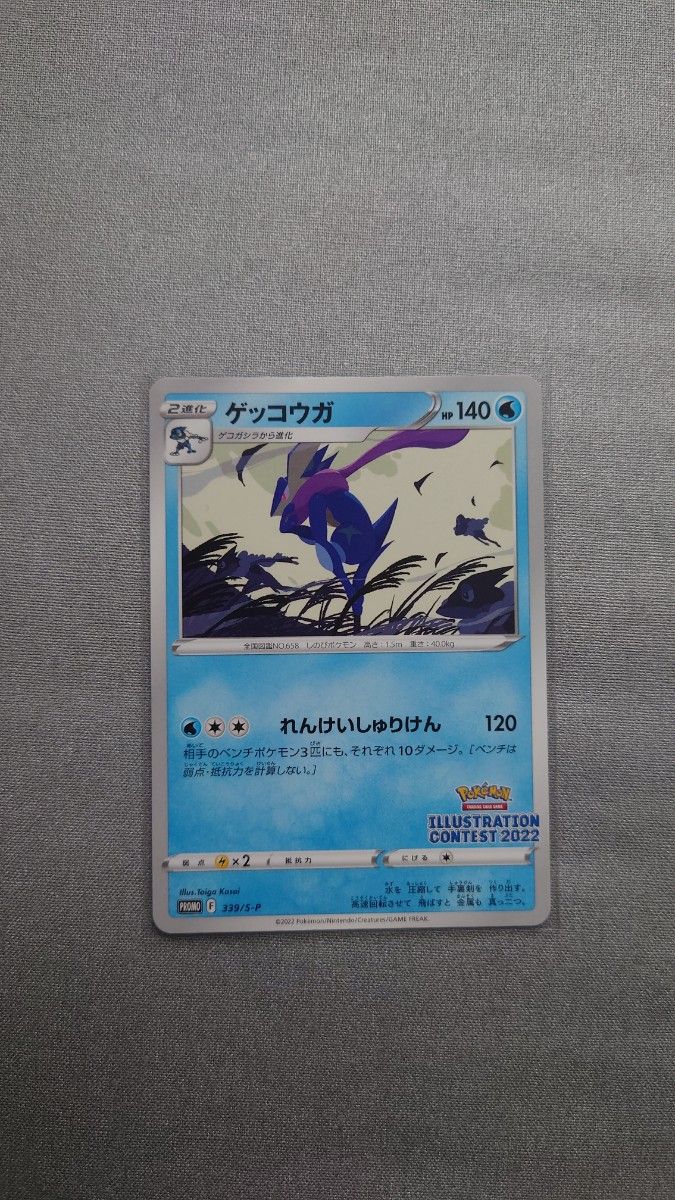 2進化
ゲッコウガ
HP 140
ゲコガシラから進化
全国図鑑NO.658 しのびポケモン 高さ：1.5m 重さ：40.0kg
れんけいしゅりけん 120
相手のベンチポケモン3匹にも、それぞれ10ダメージ。［ベンチは
弱点・抵抗力を計算しない。］
Pokémon
TRADING CARD GAME
ILLUSTRATION
CONTEST 2022
弱点 ×2 抵抗力 にげる
Illus.Taiga Kasai
水を 圧縮して 手裏剣を 作り出す。
PROMO F 339/S-P
高速回転させて 飛ばすと 金属も 真っ二つ。
©2022 Pokémon/Nintendo/Creatures/GAME FREAK.